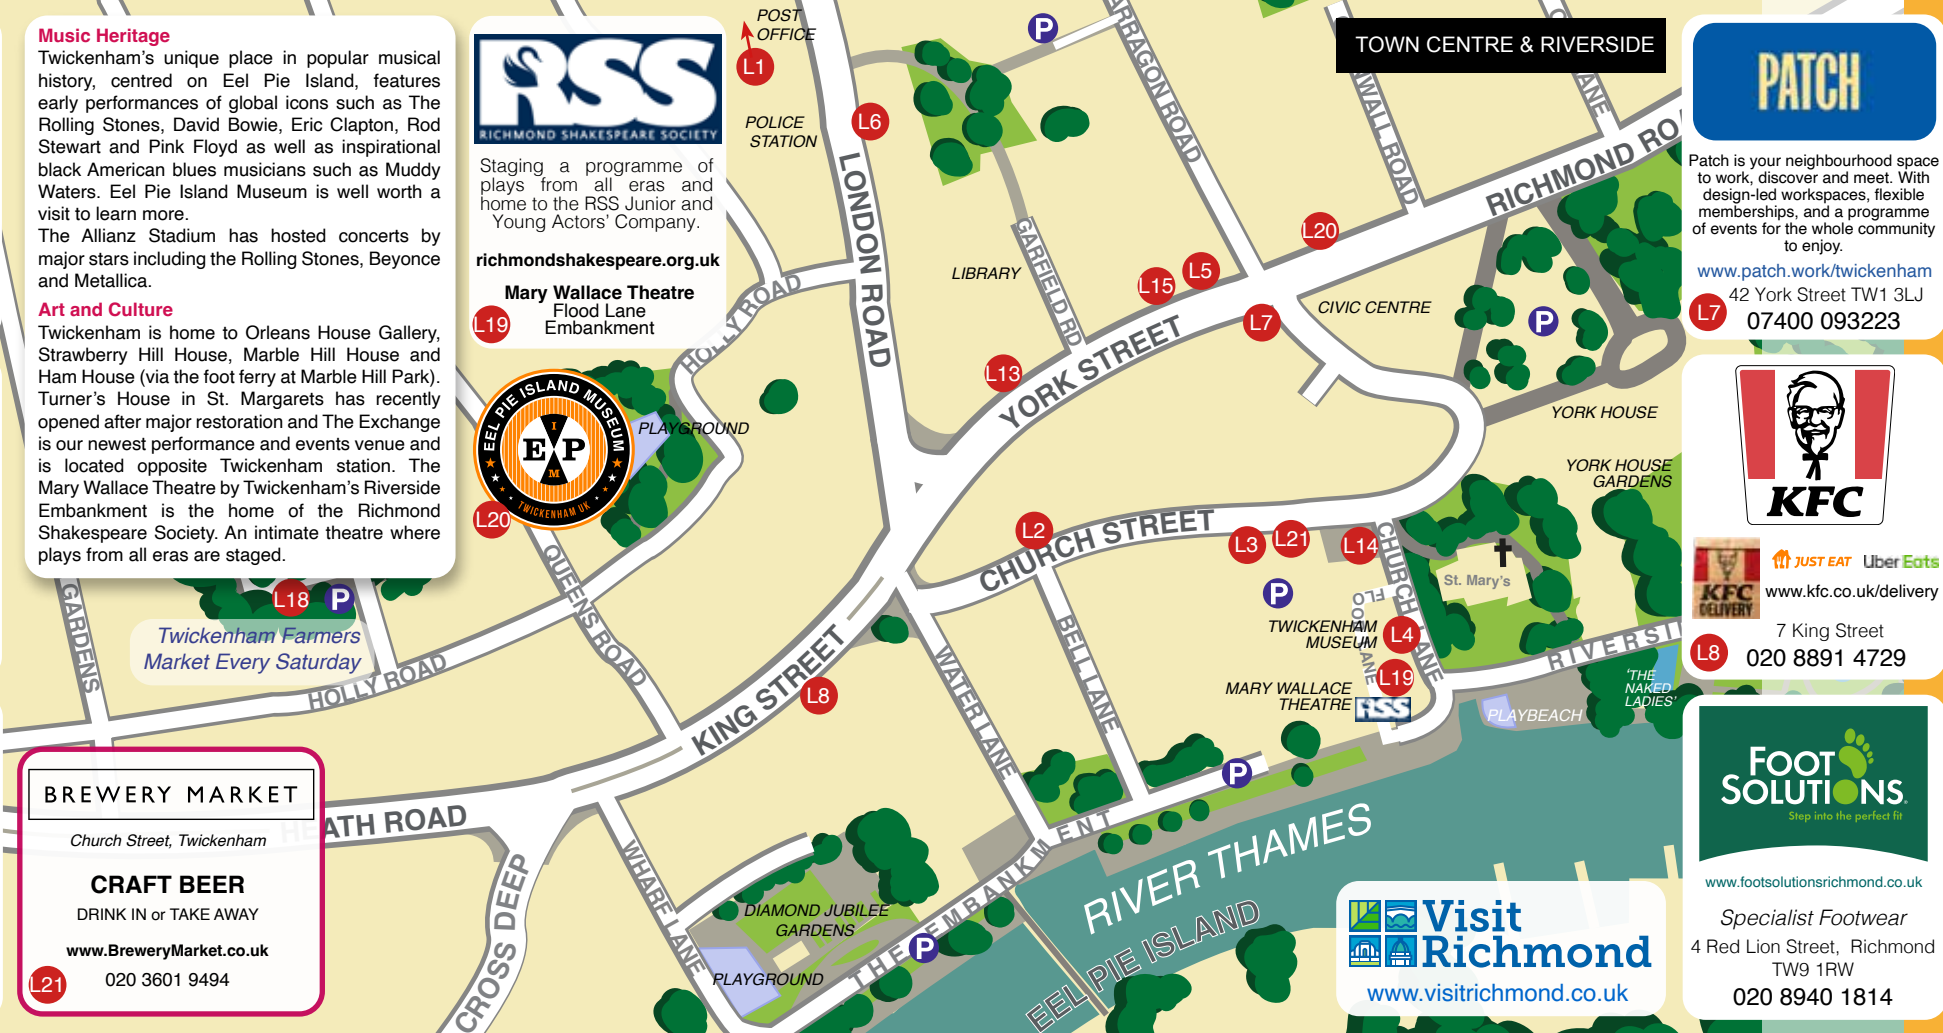 Music Heritage
Twickenham's unique place in popular musical
history, centred on Eel Pie Island, features
early performances of global icons such as The
Rolling Stones, David Bowie, Eric Clapton, Rod
Stewart and Pink Floyd as well as inspirational
black American blues musicians such as Muddy
Waters. Eel Pie Island Museum is well worth a
visit to learn more.
The Allianz Stadium has hosted concerts by
major stars including the Rolling Stones, Beyonce
and Metallica.
Art and Culture
Twickenham is home to Orleans House Gallery,
Strawberry Hill House, Marble Hill House and
Ham House (via the foot ferry at Marble Hill Park).
Turner's House in St. Margarets has recently
opened after major restoration and The Exchange
is our newest performance and events venue and
is located opposite Twickenham station. The
Mary Wallace Theatre by Twickenham's Riverside
Embankment is the home of the Richmond
Shakespeare Society. An intimate theatre where
plays from all eras are staged.
RSS
RICHMOND SHAKESPEARE SOCIETY
Staging a programme of
plays from all eras and
home to the RSS Junior and
Young Actors' Company.
richmondshakespeare.org.uk
Mary Wallace Theatre
Flood Lane
Embankment
L19
EEL PIE ISLAND MUSEUM
I
E P
M
TWICKENHAM UK
L20
POST
OFFICE
L1
POLICE
STATION
L6
P
LONDON ROAD
ARRAGON ROAD
TOWN CENTRE & RIVERSIDE
WALL ROAD
ANE
RICHMOND RO
GARFIELD RD
LIBRARY
L20
L5
L15
L7
CIVIC CENTRE
P
L13
YORK STREET
HOLLY ROAD
PLAYGROUND
YORK HOUSE
YORK HOUSE
GARDENS
L2
CHURCH STREET
L3
L21
L14
CHURCH LANE
St. Mary's
P
FLOOD LANE
TWICKENHAM
MUSEUM
L4
L19
MARY WALLACE
THEATRE
RSS
RIVERSI
'THE
NAKED
LADIES'
PLAYBEACH
L18
P
Twickenham Farmers
Market Every Saturday
GARDENS
HOLLY ROAD
QUEENS ROAD
KING STREET
L8
WATER LANE
BELL LANE
P
HEATH ROAD
CROSS DEEP
WHARF LANE
DIAMOND JUBILEE
GARDENS
PLAYGROUND
THE EMBANKMENT
P
RIVER THAMES
EEL PIE ISLAND
BREWERY MARKET
Church Street, Twickenham
CRAFT BEER
DRINK IN or TAKE AWAY
www.BreweryMarket.co.uk
020 3601 9494
L21
Visit
Richmond
www.visitrichmond.co.uk
PATCH
Patch is your neighbourhood space
to work, discover and meet. With
design-led workspaces, flexible
memberships, and a programme
of events for the whole community
to enjoy.
www.patch.work/twickenham
42 York Street TW1 3LJ
L7
07400 093223
KFC
KFC
DELIVERY
JUST EAT
Uber Eats
www.kfc.co.uk/delivery
7 King Street
L8
020 8891 4729
FOOT
SOLUTIONS
Step into the perfect fit
www.footsolutionsrichmond.co.uk
Specialist Footwear
4 Red Lion Street, Richmond
TW9 1RW
020 8940 1814